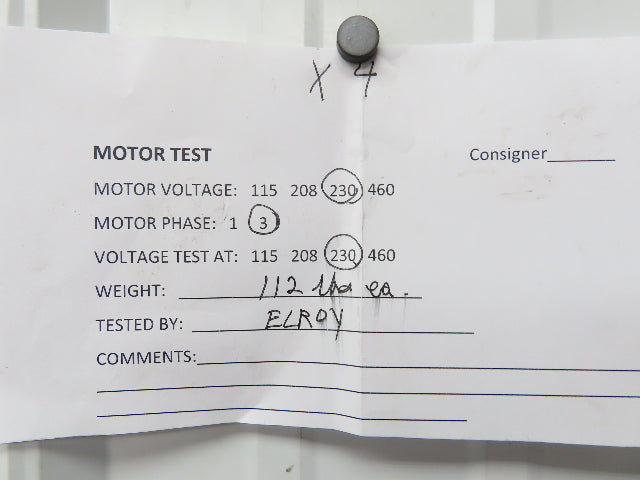 X 4
MOTOR TEST
Consigner
MOTOR VOLTAGE: 115 208 230 460
MOTOR PHASE: 1 3
VOLTAGE TEST AT: 115 208 230 460
WEIGHT: 112 lbs ea.
TESTED BY: ELROY
COMMENTS: